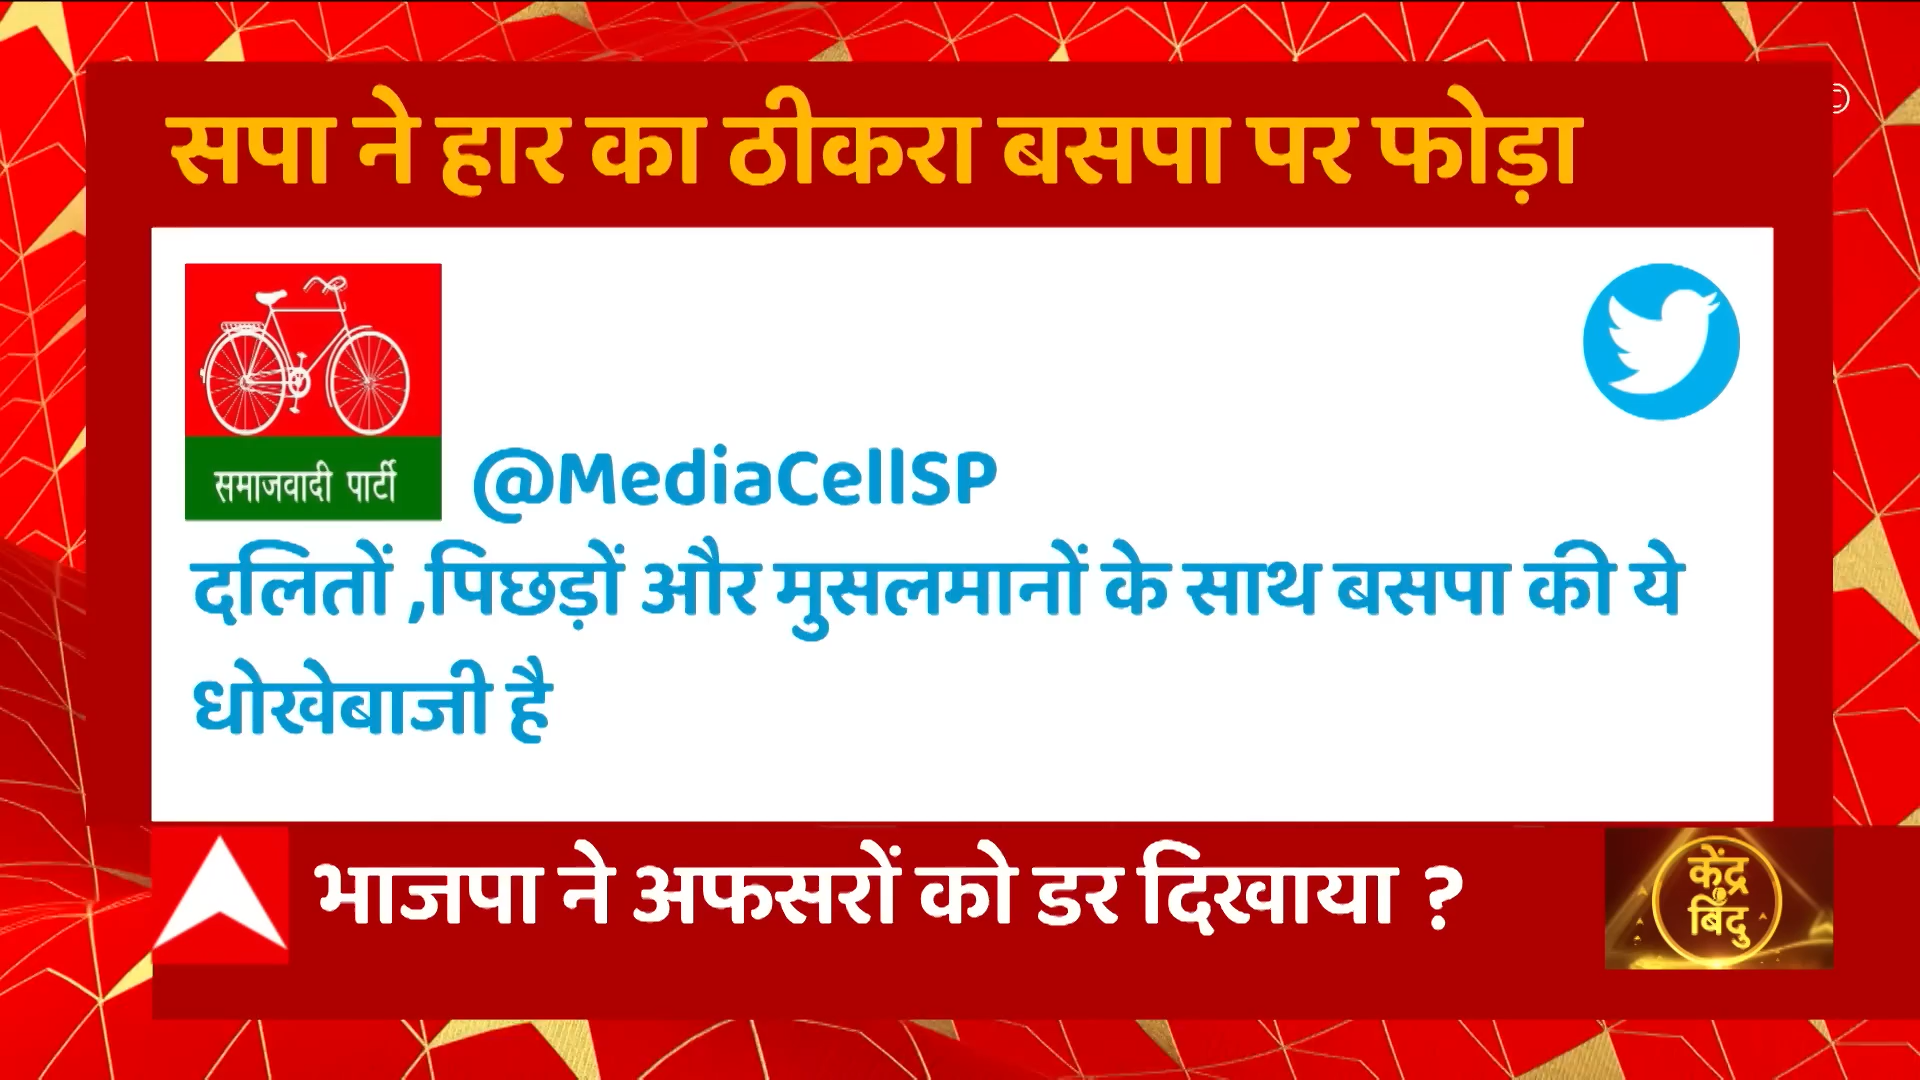 सपा ने हार का ठीकरा बसपा पर फोड़ा
©
समाजवादी पार्टी
@MediaCellSP
दलितों ,पिछड़ों और मुसलमानों के साथ बसपा की ये
धोखेबाजी है
भाजपा ने अफसरों को डर दिखाया ?
केंद्र
बिंदु